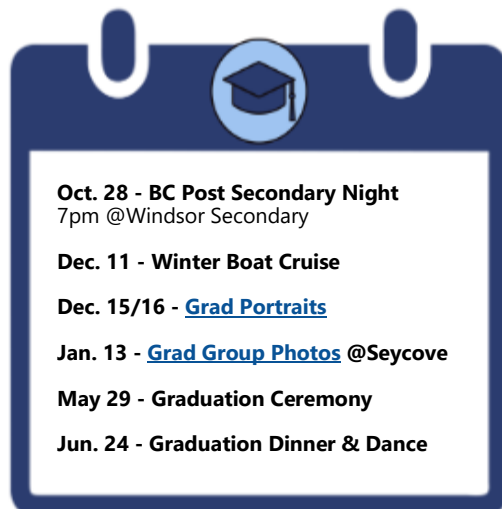 Oct. 28 - BC Post Secondary Night
7pm @Windsor Secondary
Dec. 11 - Winter Boat Cruise
Dec. 15/16 - Grad Portraits
Jan. 13 - Grad Group Photos @Seycove
May 29 - Graduation Ceremony
Jun. 24 - Graduation Dinner & Dance